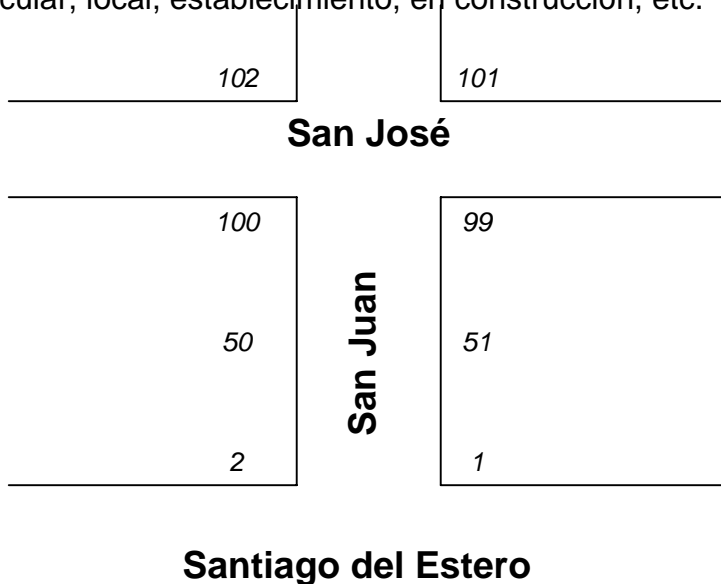 cular, local, establecimiento, en construcción, etc.
102 101
San José
100 99
San Juan
50 51
2 1
Santiago del Estero